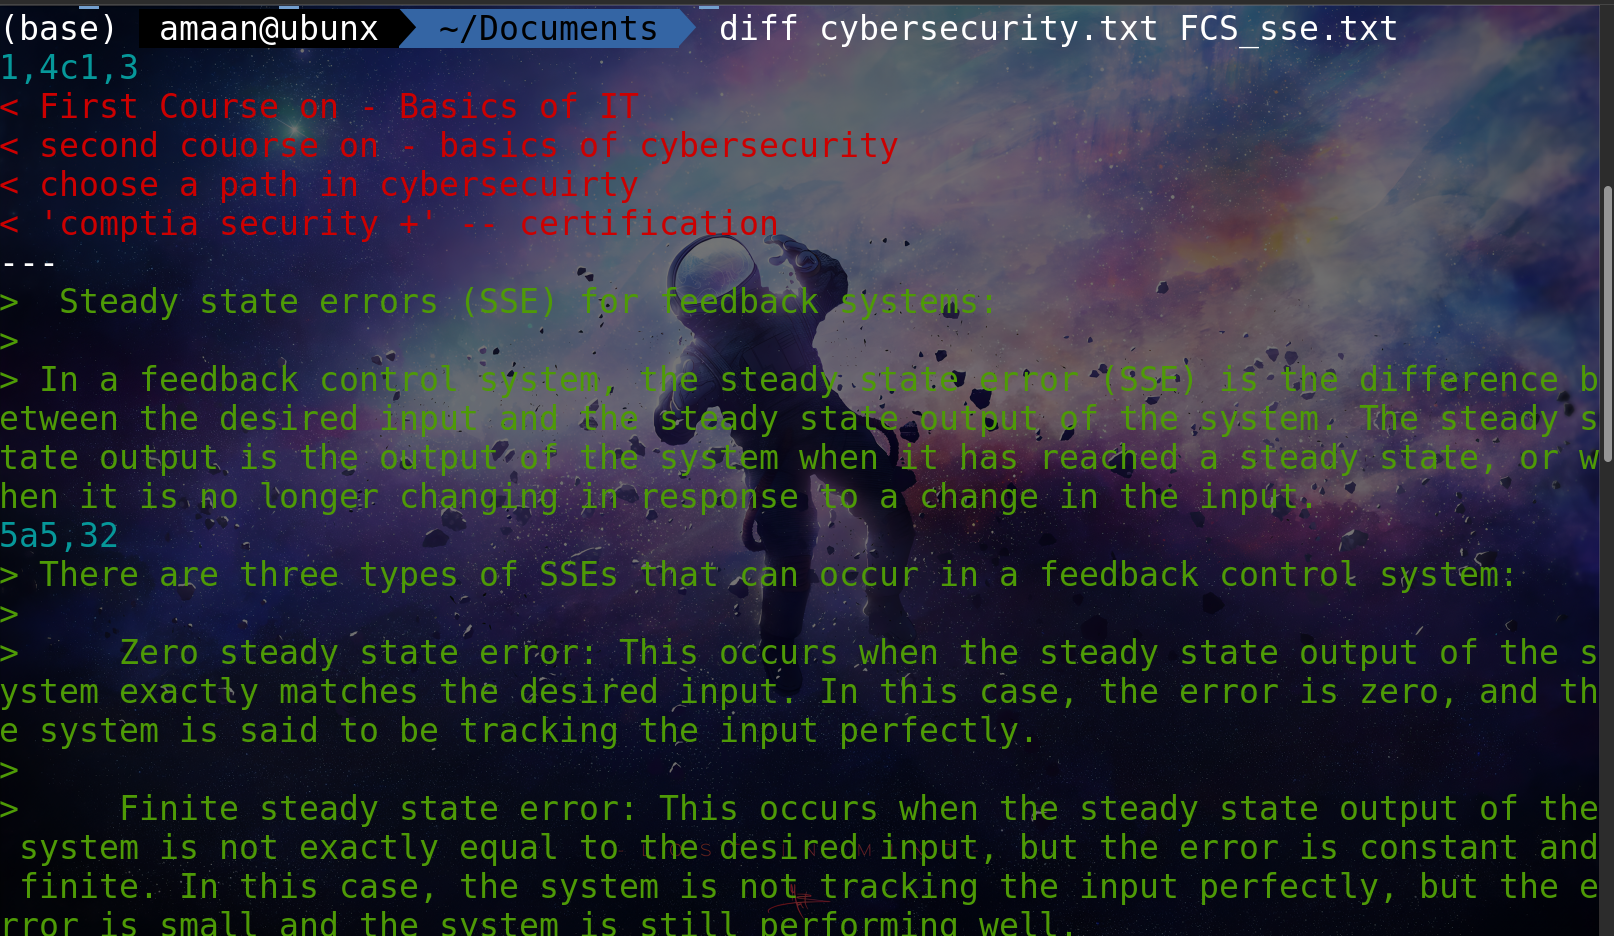 (base) amaan@ubunx ~/Documents diff cybersecurity.txt FCS_sse.txt
1,4c1,3
< First Course on - Basics of IT
< second couorse on - basics of cybersecurity
< choose a path in cybersecuirty
< 'comptia security +' -- certification
---
>  Steady state errors (SSE) for feedback systems:
>
> In a feedback control system, the steady state error (SSE) is the difference b
etween the desired input and the steady state output of the system. The steady s
tate output is the output of the system when it has reached a steady state, or w
hen it is no longer changing in response to a change in the input.
5a5,32
> There are three types of SSEs that can occur in a feedback control system:
>
>     Zero steady state error: This occurs when the steady state output of the s
ystem exactly matches the desired input. In this case, the error is zero, and th
e system is said to be tracking the input perfectly.
>
>     Finite steady state error: This occurs when the steady state output of the
 system is not exactly equal to the desired input, but the error is constant and
 finite. In this case, the system is not tracking the input perfectly, but the e
rror is small and the system is still performing well.